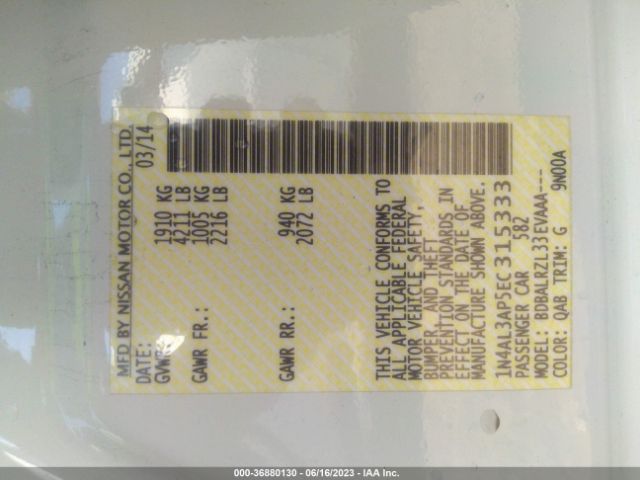 MFD BY NISSAN MOTOR CO., LTD.
DATE: 03/14
GVWR: 1910 KG
4211 LB
GAWR FR.: 1005 KG
2216 LB
GAWR RR.: 940 KG
2072 LB
THIS VEHICLE CONFORMS TO
ALL APPLICABLE FEDERAL
MOTOR VEHICLE SAFETY,
BUMPER, AND THEFT
PREVENTION STANDARDS IN
EFFECT ON THE DATE OF
MANUFACTURE SHOWN ABOVE.
1N4AL3AP5EC315333
PASSENGER CAR 582
MODEL: BDBALRZL33EVAAA---
COLOR: QAB TRIM: G 9N00A
000-36880130 - 06/16/2023 - IAA Inc.